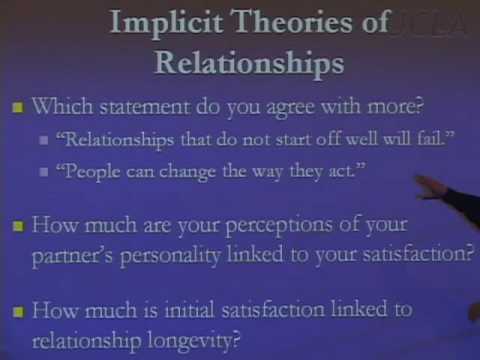 UCLA
Implicit Theories of
Relationships
Which statement do you agree with more?
“Relationships that do not start off well will fail.”
“People can change the way they act.”
How much are your perceptions of your
partner’s personality linked to your satisfaction?
How much is initial satisfaction linked to
relationship longevity?